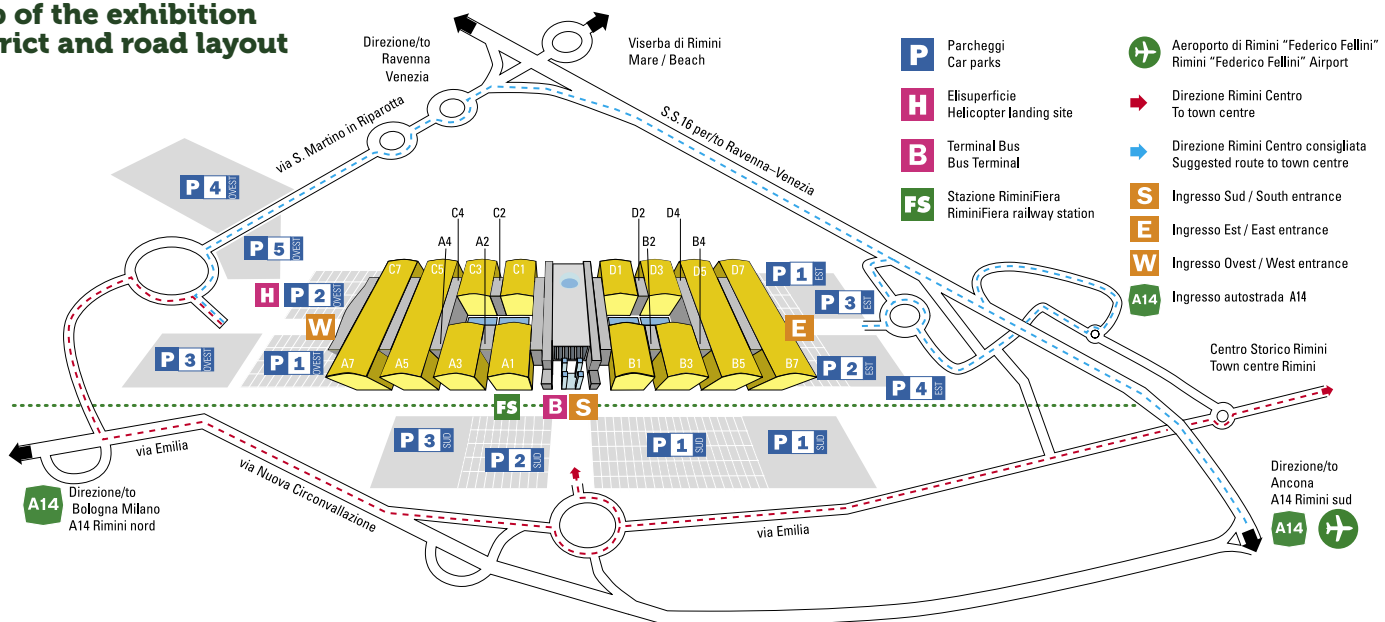 p of the exhibition
rict and road layout
Direzione/to
Ravenna
Venezia
Viserba di Rimini
Mare / Beach
via S. Martino in Riparotta
S.S.16 per/to Ravenna–Venezia
P
Parcheggi
Car parks
H
Elisuperficie
Helicopter landing site
B
Terminal Bus
Bus Terminal
FS
Stazione RiminiFiera
RiminiFiera railway station
Aeroporto di Rimini "Federico Fellini"
Rimini "Federico Fellini" Airport
Direzione Rimini Centro
To town centre
Direzione Rimini Centro consigliata
Suggested route to town centre
S
Ingresso Sud / South entrance
E
Ingresso Est / East entrance
W
Ingresso Ovest / West entrance
A14
Ingresso autostrada A14
P 4 OVEST
P 5 OVEST
H
P 2 OVEST
W
P 3 OVEST
P 1 OVEST
C4
C2
A4
A2
D2
D4
B2
B4
C7
C5
C3
C1
D1
D3
D5
D7
A7
A5
A3
A1
B1
B3
B5
B7
P 1 EST
P 3 EST
E
P 2 EST
P 4 EST
FS
B
S
P 3 SUD
P 2 SUD
P 1 SUD
P 1 SUD
via Emilia
via Nuova Circonvallazione
via Emilia
A14
Direzione/to
Bologna Milano
A14 Rimini nord
Centro Storico Rimini
Town centre Rimini
Direzione/to
Ancona
A14 Rimini sud
A14